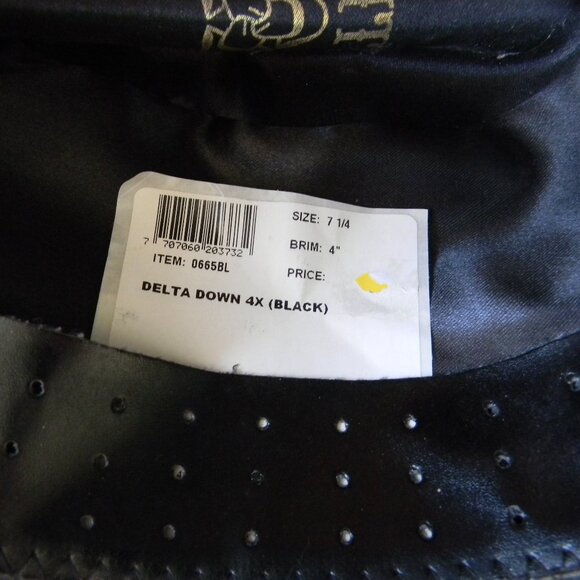 SIZE: 7 1/4
7 707060 203732
BRIM: 4"
ITEM: 0665BL
PRICE:
DELTA DOWN 4X (BLACK)